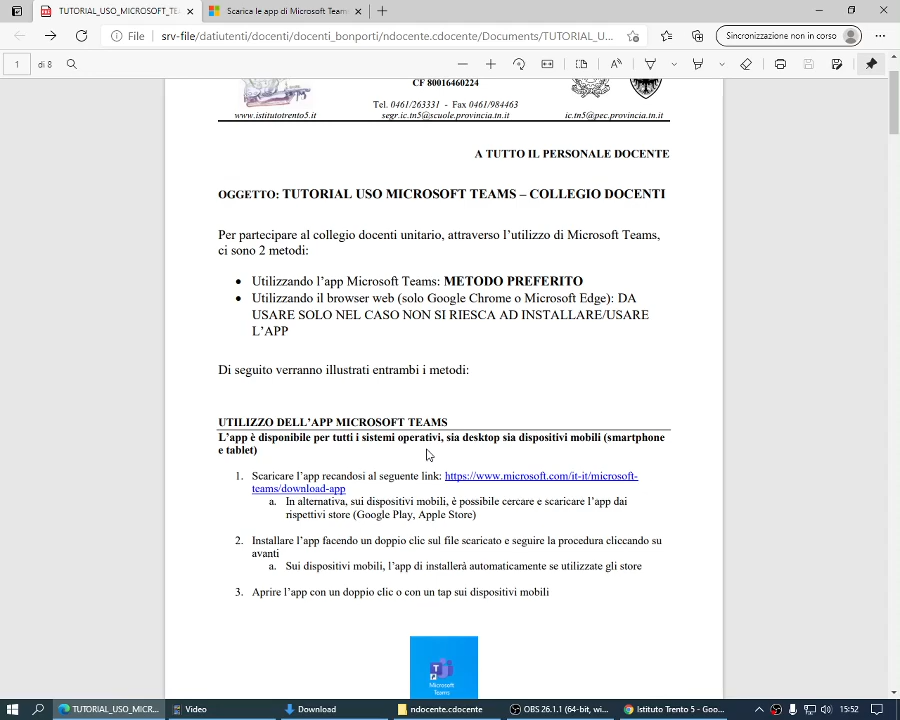 TUTORIAL_USO_MICROSOFT_TE
Scarica le app di Microsoft Teams
File
srv-file/datiutenti/docenti/docenti_bonporti/ndocente.cdocente/Documents/TUTORIAL_U...
Sincronizzazione non in corso
1 di 8
CF 80016460224
Tel. 0461/263331 - Fax 0461/984463
www.istitutotrento5.it segr.ic.tn5@scuole.provincia.tn.it ic.tn5@pec.provincia.tn.it
A TUTTO IL PERSONALE DOCENTE
OGGETTO: TUTORIAL USO MICROSOFT TEAMS – COLLEGIO DOCENTI
Per partecipare al collegio docenti unitario, attraverso l’utilizzo di Microsoft Teams,
ci sono 2 metodi:
• Utilizzando l’app Microsoft Teams: METODO PREFERITO
• Utilizzando il browser web (solo Google Chrome o Microsoft Edge): DA
USARE SOLO NEL CASO NON SI RIESCA AD INSTALLARE/USARE
L’APP
Di seguito verranno illustrati entrambi i metodi:
UTILIZZO DELL’APP MICROSOFT TEAMS
L’app è disponibile per tutti i sistemi operativi, sia desktop sia dispositivi mobili (smartphone
e tablet)
1. Scaricare l’app recandosi al seguente link: https://www.microsoft.com/it-it/microsoft-
teams/download-app
a. In alternativa, sui dispositivi mobili, è possibile cercare e scaricare l’app dai
rispettivi store (Google Play, Apple Store)
2. Installare l’app facendo un doppio clic sul file scaricato e seguire la procedura cliccando su
avanti
a. Sui dispositivi mobili, l’app di installerà automaticamente se utilizzate gli store
3. Aprire l’app con un doppio clic o con un tap sui dispositivi mobili
Microsoft
Teams
TUTORIAL_USO_MICR...
Video
Download
ndocente.cdocente
OBS 26.1.1 (64-bit, wi...
Istituto Trento 5 - Goo...
15:52